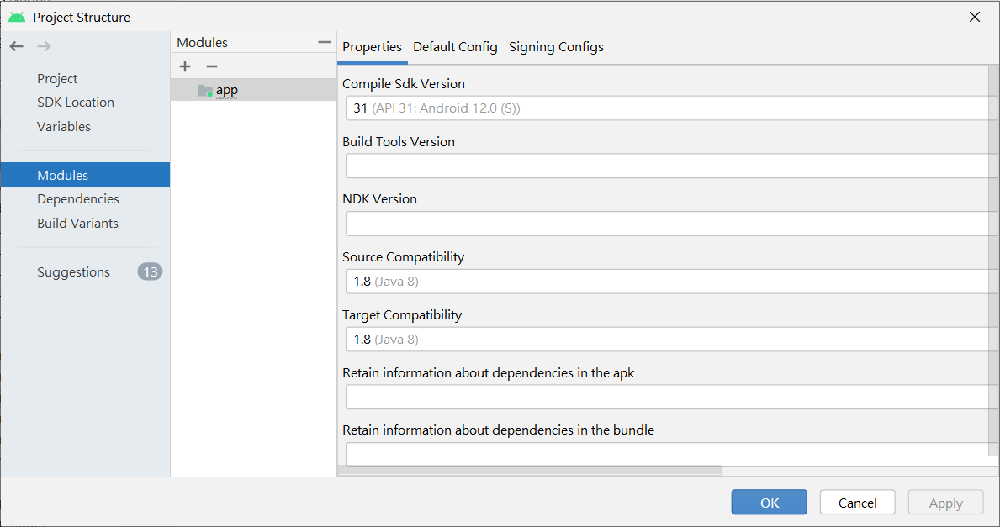 Project Structure
Project
SDK Location
Variables
Modules
Dependencies
Build Variants
Suggestions 13
Modules
app
Properties Default Config Signing Configs
Compile Sdk Version
31 (API 31: Android 12.0 (S))
Build Tools Version
NDK Version
Source Compatibility
1.8 (Java 8)
Target Compatibility
1.8 (Java 8)
Retain information about dependencies in the apk
Retain information about dependencies in the bundle
OK Cancel Apply